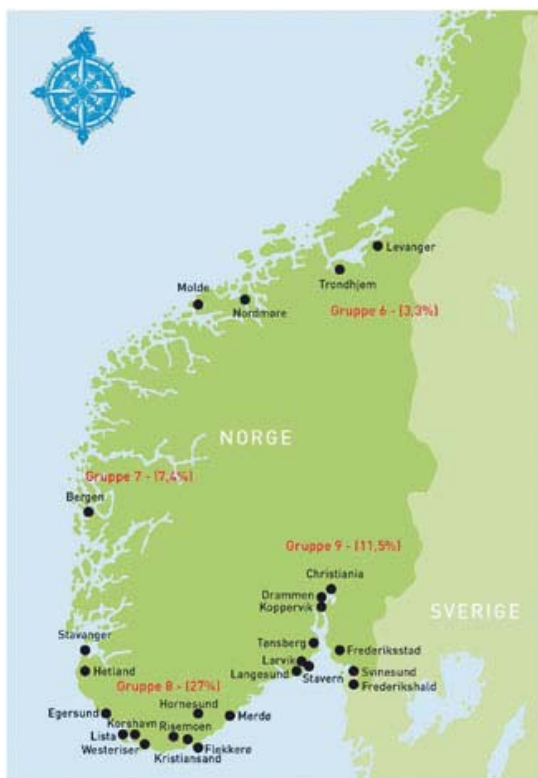 Levanger
Trondhjem
Molde
Nordmøre
Gruppe 6 - (3,3%)
NORGE
Gruppe 7 - (7,4%)
Bergen
Gruppe 9 - (11,5%)
Christiania
Drammen
Koppervik
SVERIGE
Stavanger
Tønsberg
Frederiksstad
Larvik
Hetland
Langesund
Stavern
Svinesund
Gruppe 8 - (27%)
Frederikshald
Egersund
Hornesund
Merdø
Korshavn
Risemoen
Lista
Westeriser
Flekkerø
Kristiansand